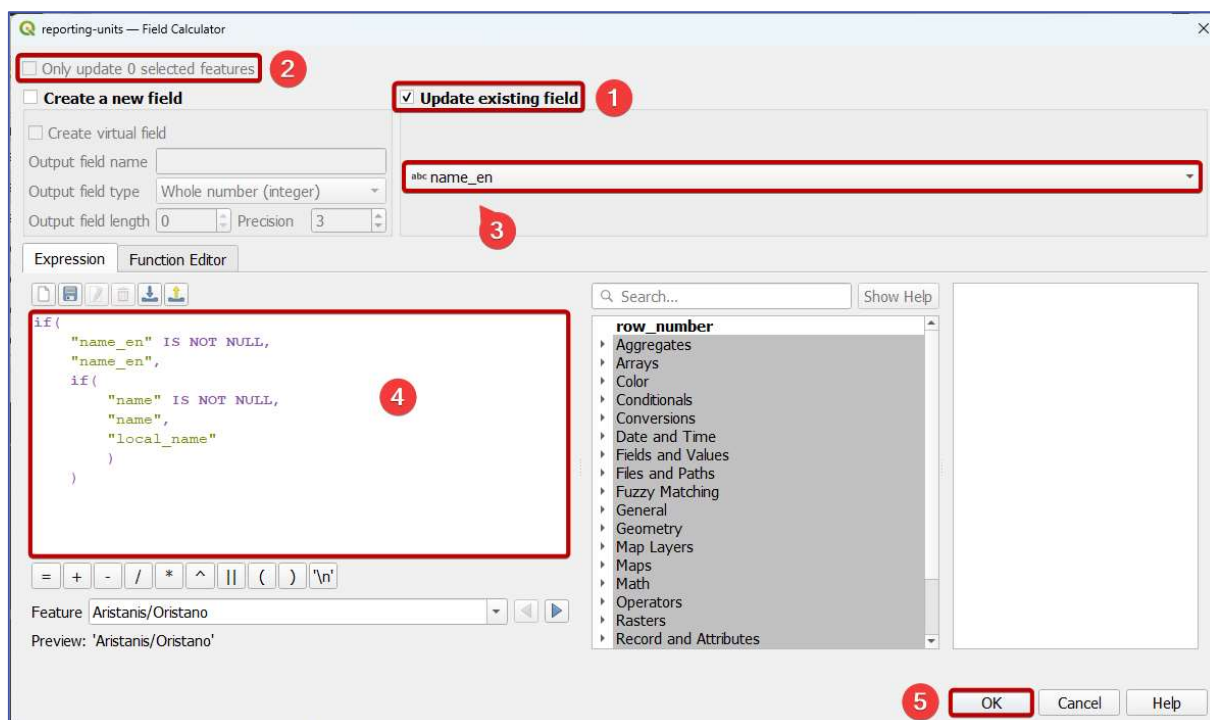 reporting-units — Field Calculator
Only update 0 selected features
2
Create a new field
Update existing field
1
Create virtual field
Output field name
Output field type Whole number (integer)
Output field length 0 Precision 3
abc name_en
3
Expression Function Editor
if(
"name_en" IS NOT NULL,
"name_en",
if(
"name" IS NOT NULL,
"name",
"local_name"
)
)
4
Search... Show Help
row_number
Aggregates
Arrays
Color
Conditionals
Conversions
Date and Time
Fields and Values
Files and Paths
Fuzzy Matching
General
Geometry
Map Layers
Maps
Math
Operators
Rasters
Record and Attributes
= + - / * ^ || ( ) '\n'
Feature Aristanis/Oristano
Preview: 'Aristanis/Oristano'
5
OK Cancel Help